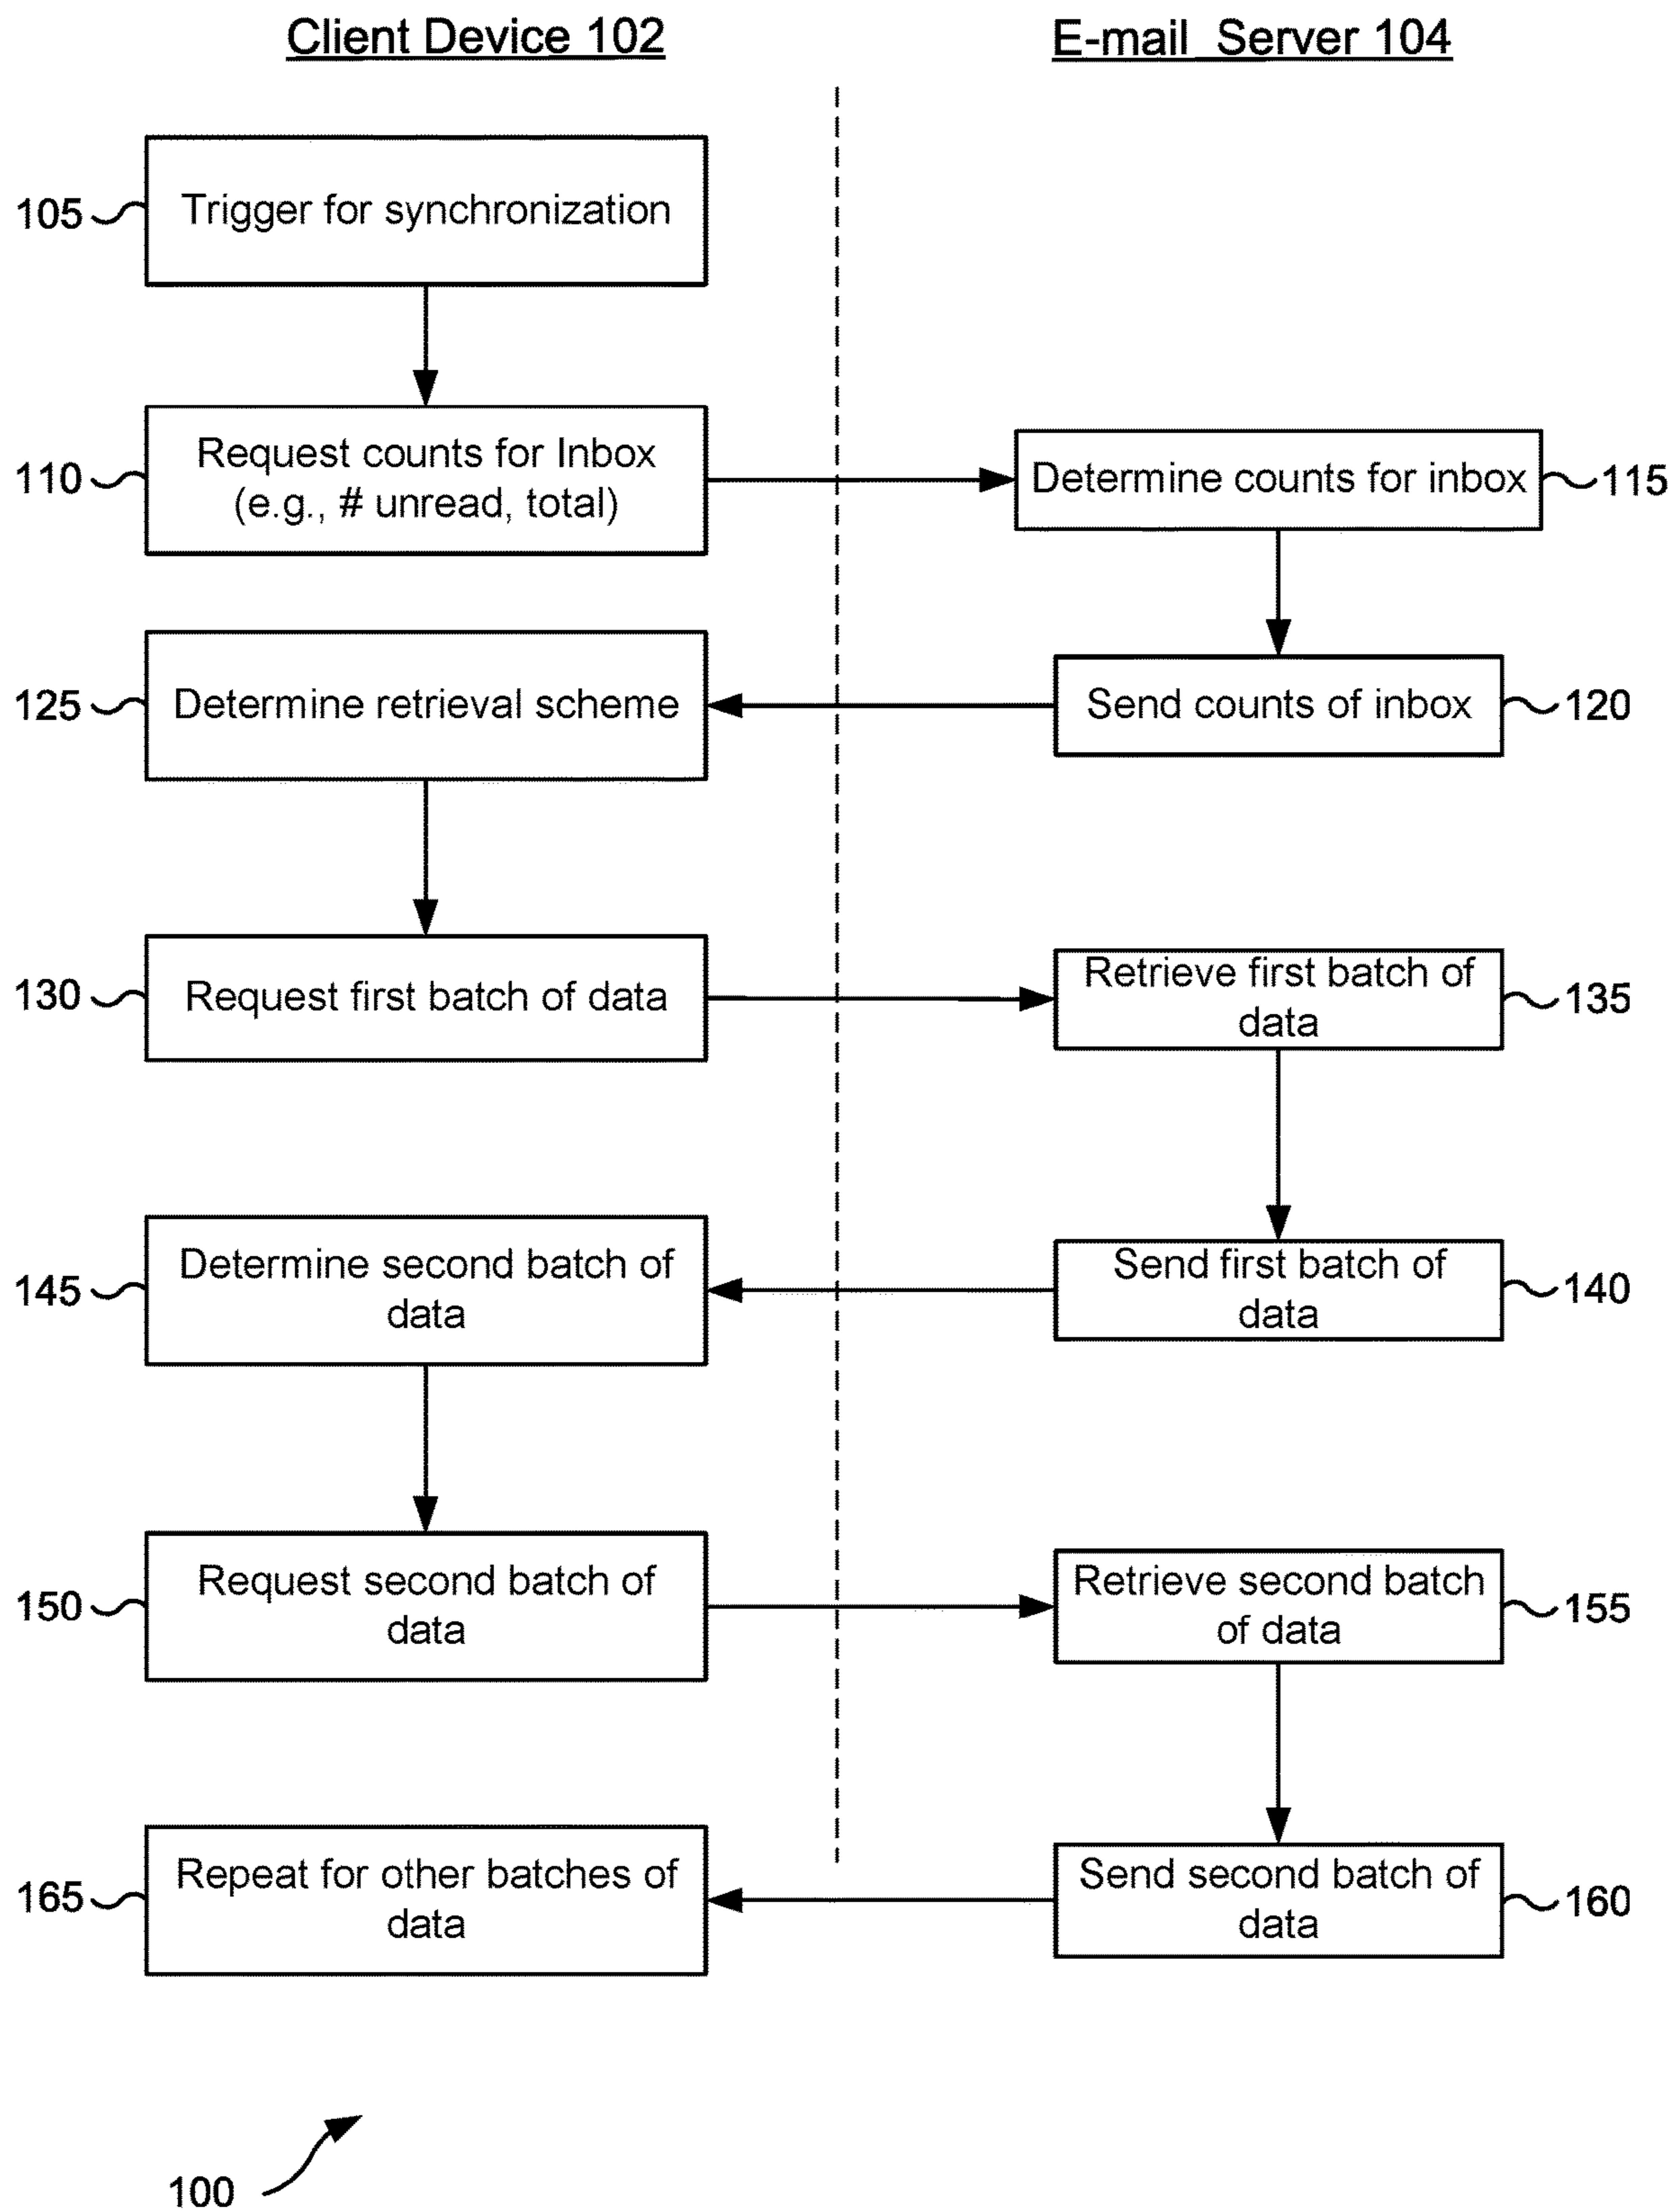 Client Device 102
E-mail Server 104
105
Trigger for synchronization
110
Request counts for Inbox
(e.g., # unread, total)
Determine counts for inbox
115
125
Determine retrieval scheme
Send counts of inbox
120
130
Request first batch of data
Retrieve first batch of
data
135
145
Determine second batch of
data
Send first batch of
data
140
150
Request second batch of
data
Retrieve second batch
of data
155
165
Repeat for other batches of
data
Send second batch of
data
160
100